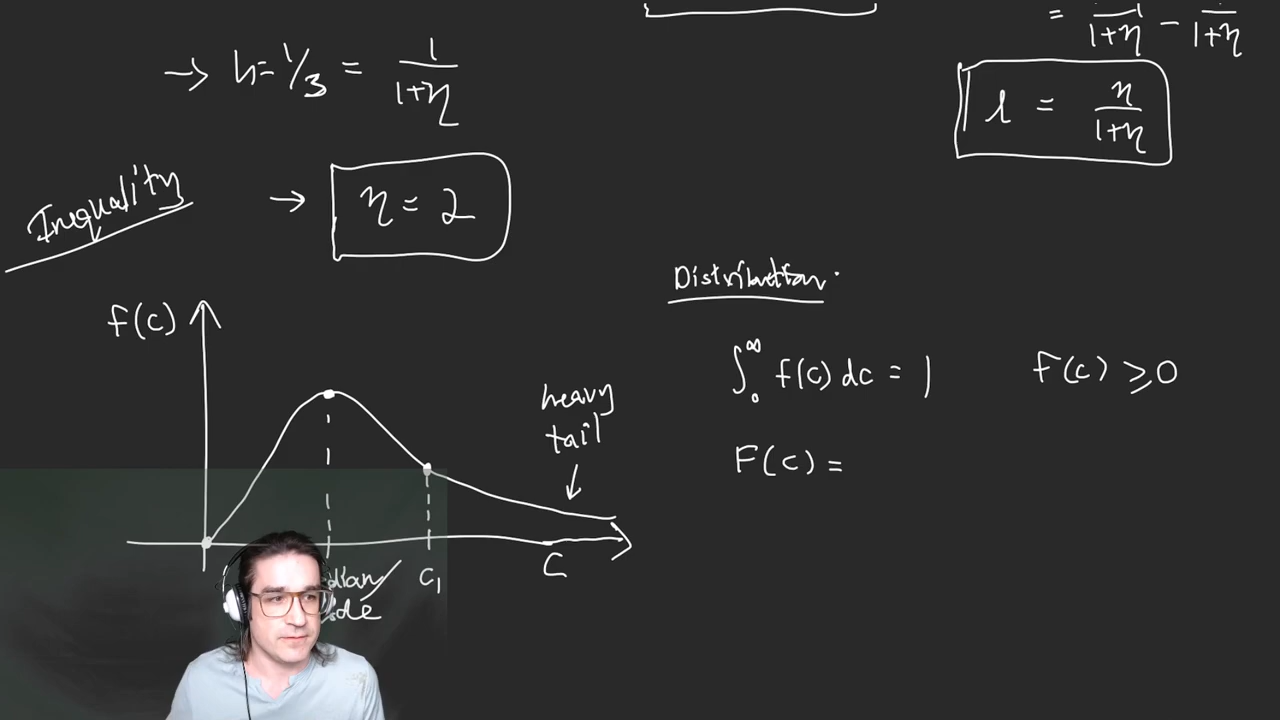 = 1/(1+η) - 1/(1+η)
→ h = 1/3 = 1/(1+η)
l = η/(1+η)
Inequality
→ η = 2
Distribution.
f(c)
∫₀^∞ f(c) dc = 1
F(c) ⩾ 0
heavy
tail
F(c) =
C
C₁